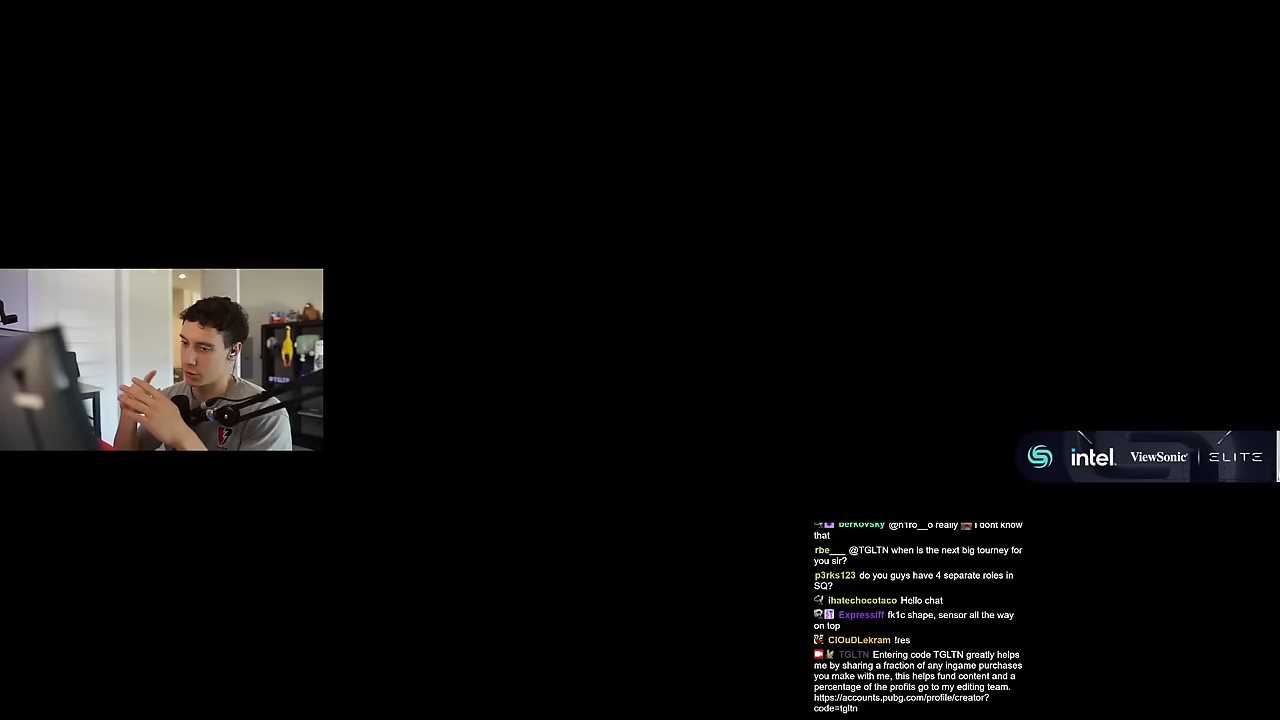 intel. ViewSonic | ELITE
berkovsky @n1ro__o really I dont know
that
rbe___ @TGLTN when is the next big tourney for
you sir?
p3rks123 do you guys have 4 separate roles in
SQ?
ihatechocotaco Hello chat
Expressiff fk1c shape, sensor all the way
on top
ClOuDLekram !res
TGLTN Entering code TGLTN greatly helps
me by sharing a fraction of any ingame purchases
you make with me, this helps fund content and a
percentage of the profits go to my editing team.
https://accounts.pubg.com/profile/creator?
code=tgltn